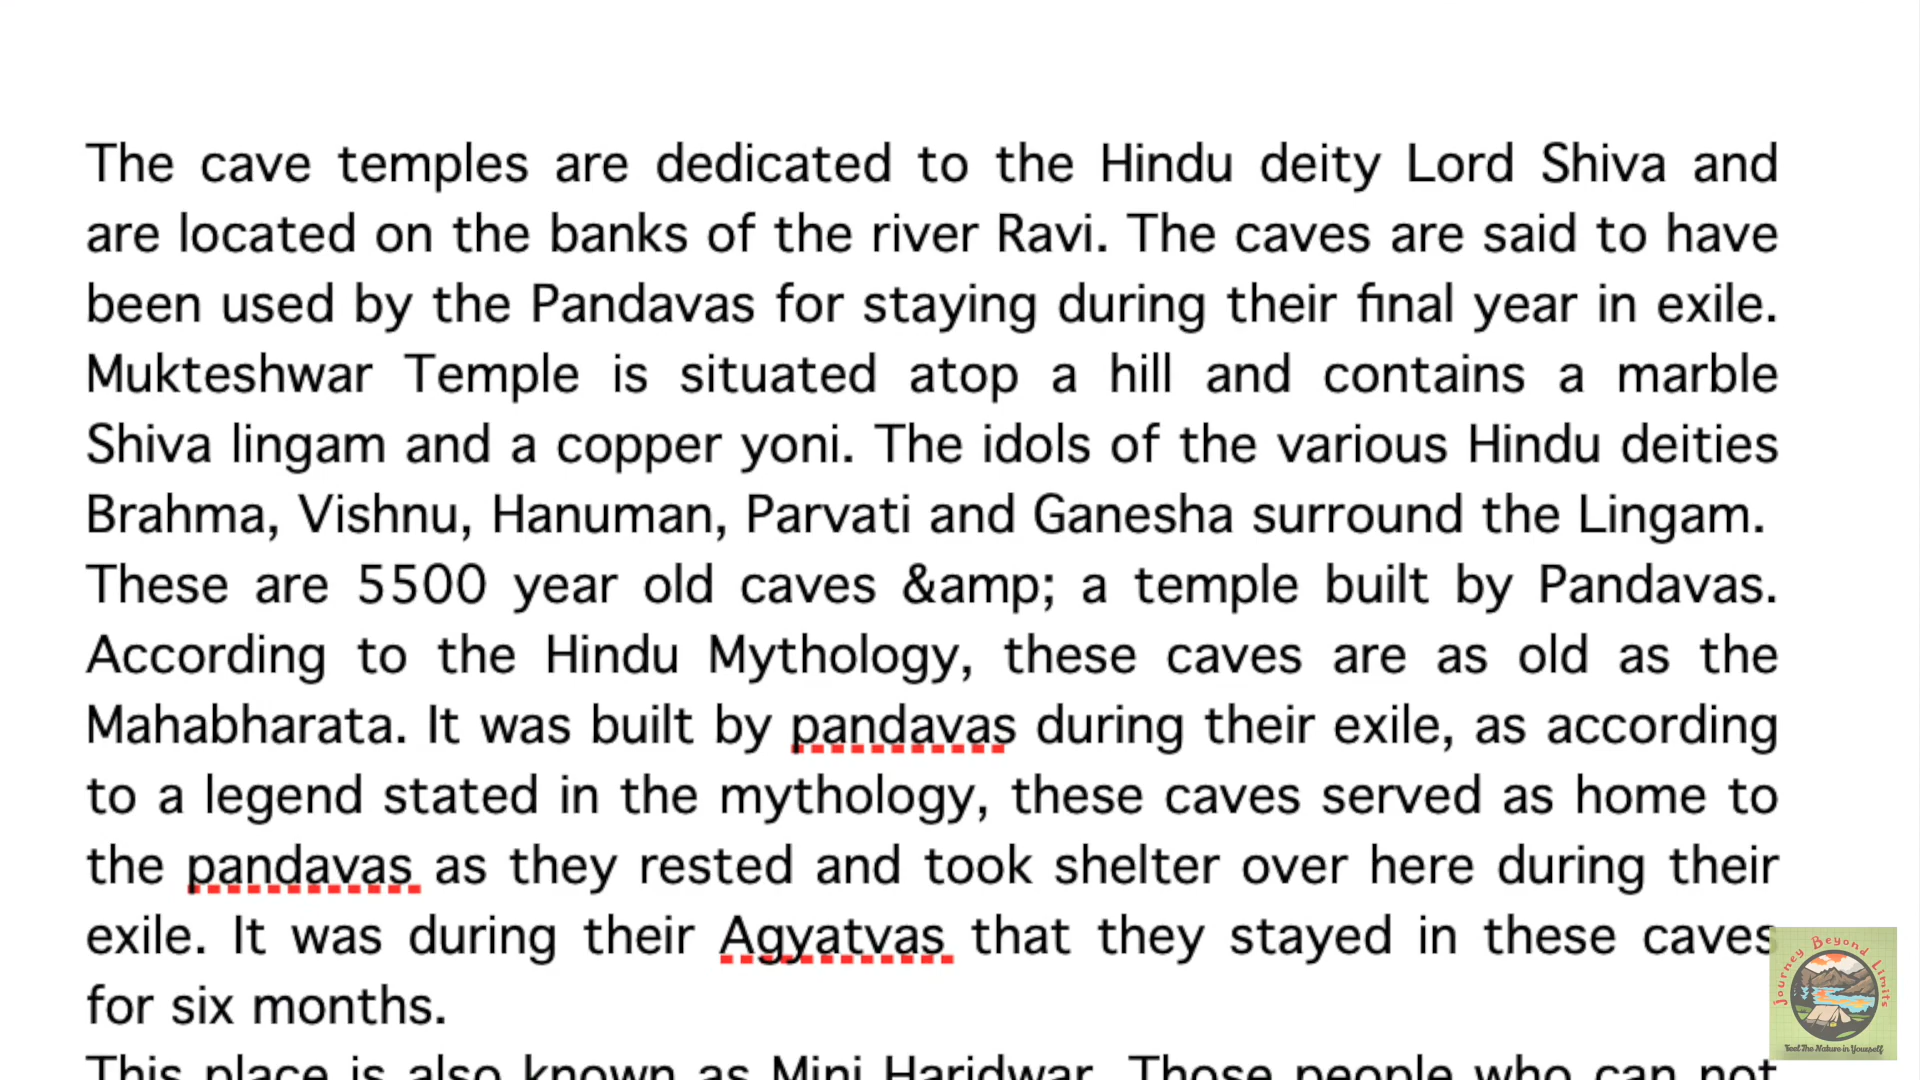 The cave temples are dedicated to the Hindu deity Lord Shiva and
are located on the banks of the river Ravi. The caves are said to have
been used by the Pandavas for staying during their final year in exile.
Mukteshwar Temple is situated atop a hill and contains a marble
Shiva lingam and a copper yoni. The idols of the various Hindu deities
Brahma, Vishnu, Hanuman, Parvati and Ganesha surround the Lingam.
These are 5500 year old caves &amp; a temple built by Pandavas.
According to the Hindu Mythology, these caves are as old as the
Mahabharata. It was built by pandavas during their exile, as according
to a legend stated in the mythology, these caves served as home to
the pandavas as they rested and took shelter over here during their
exile. It was during their Agyatvas that they stayed in these caves
for six months.
This place is also known as Mini Haridwar. Those people who can not
Journey Beyond Limits
Feel The Nature in Yourself